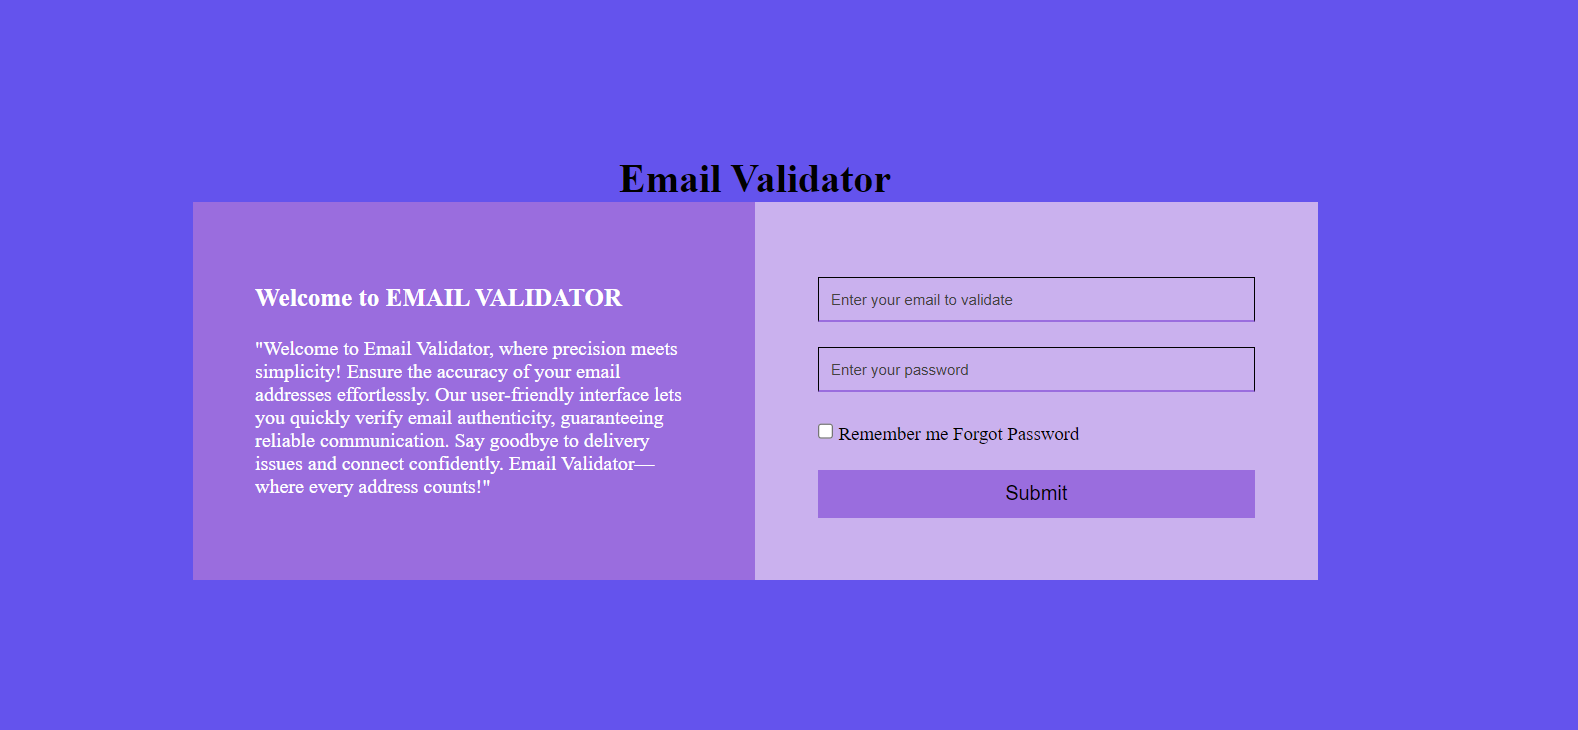 Email Validator
Welcome to EMAIL VALIDATOR
"Welcome to Email Validator, where precision meets
simplicity! Ensure the accuracy of your email
addresses effortlessly. Our user-friendly interface lets
you quickly verify email authenticity, guaranteeing
reliable communication. Say goodbye to delivery
issues and connect confidently. Email Validator—
where every address counts!"
Enter your email to validate
Enter your password
Remember me Forgot Password
Submit